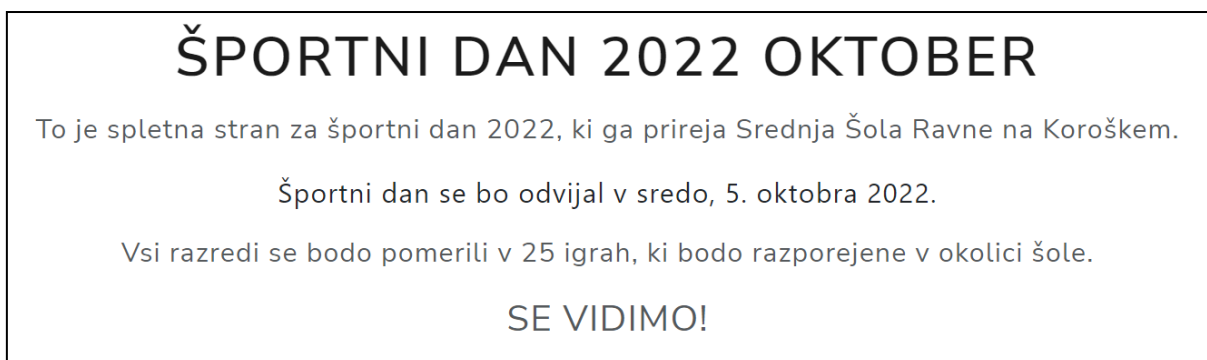 ŠPORTNI DAN 2022 OKTOBER
To je spletna stran za športni dan 2022, ki ga prireja Srednja Šola Ravne na Koroškem.
Športni dan se bo odvijal v sredo, 5. oktobra 2022.
Vsi razredi se bodo pomerili v 25 igrah, ki bodo razporejene v okolici šole.
SE VIDIMO!